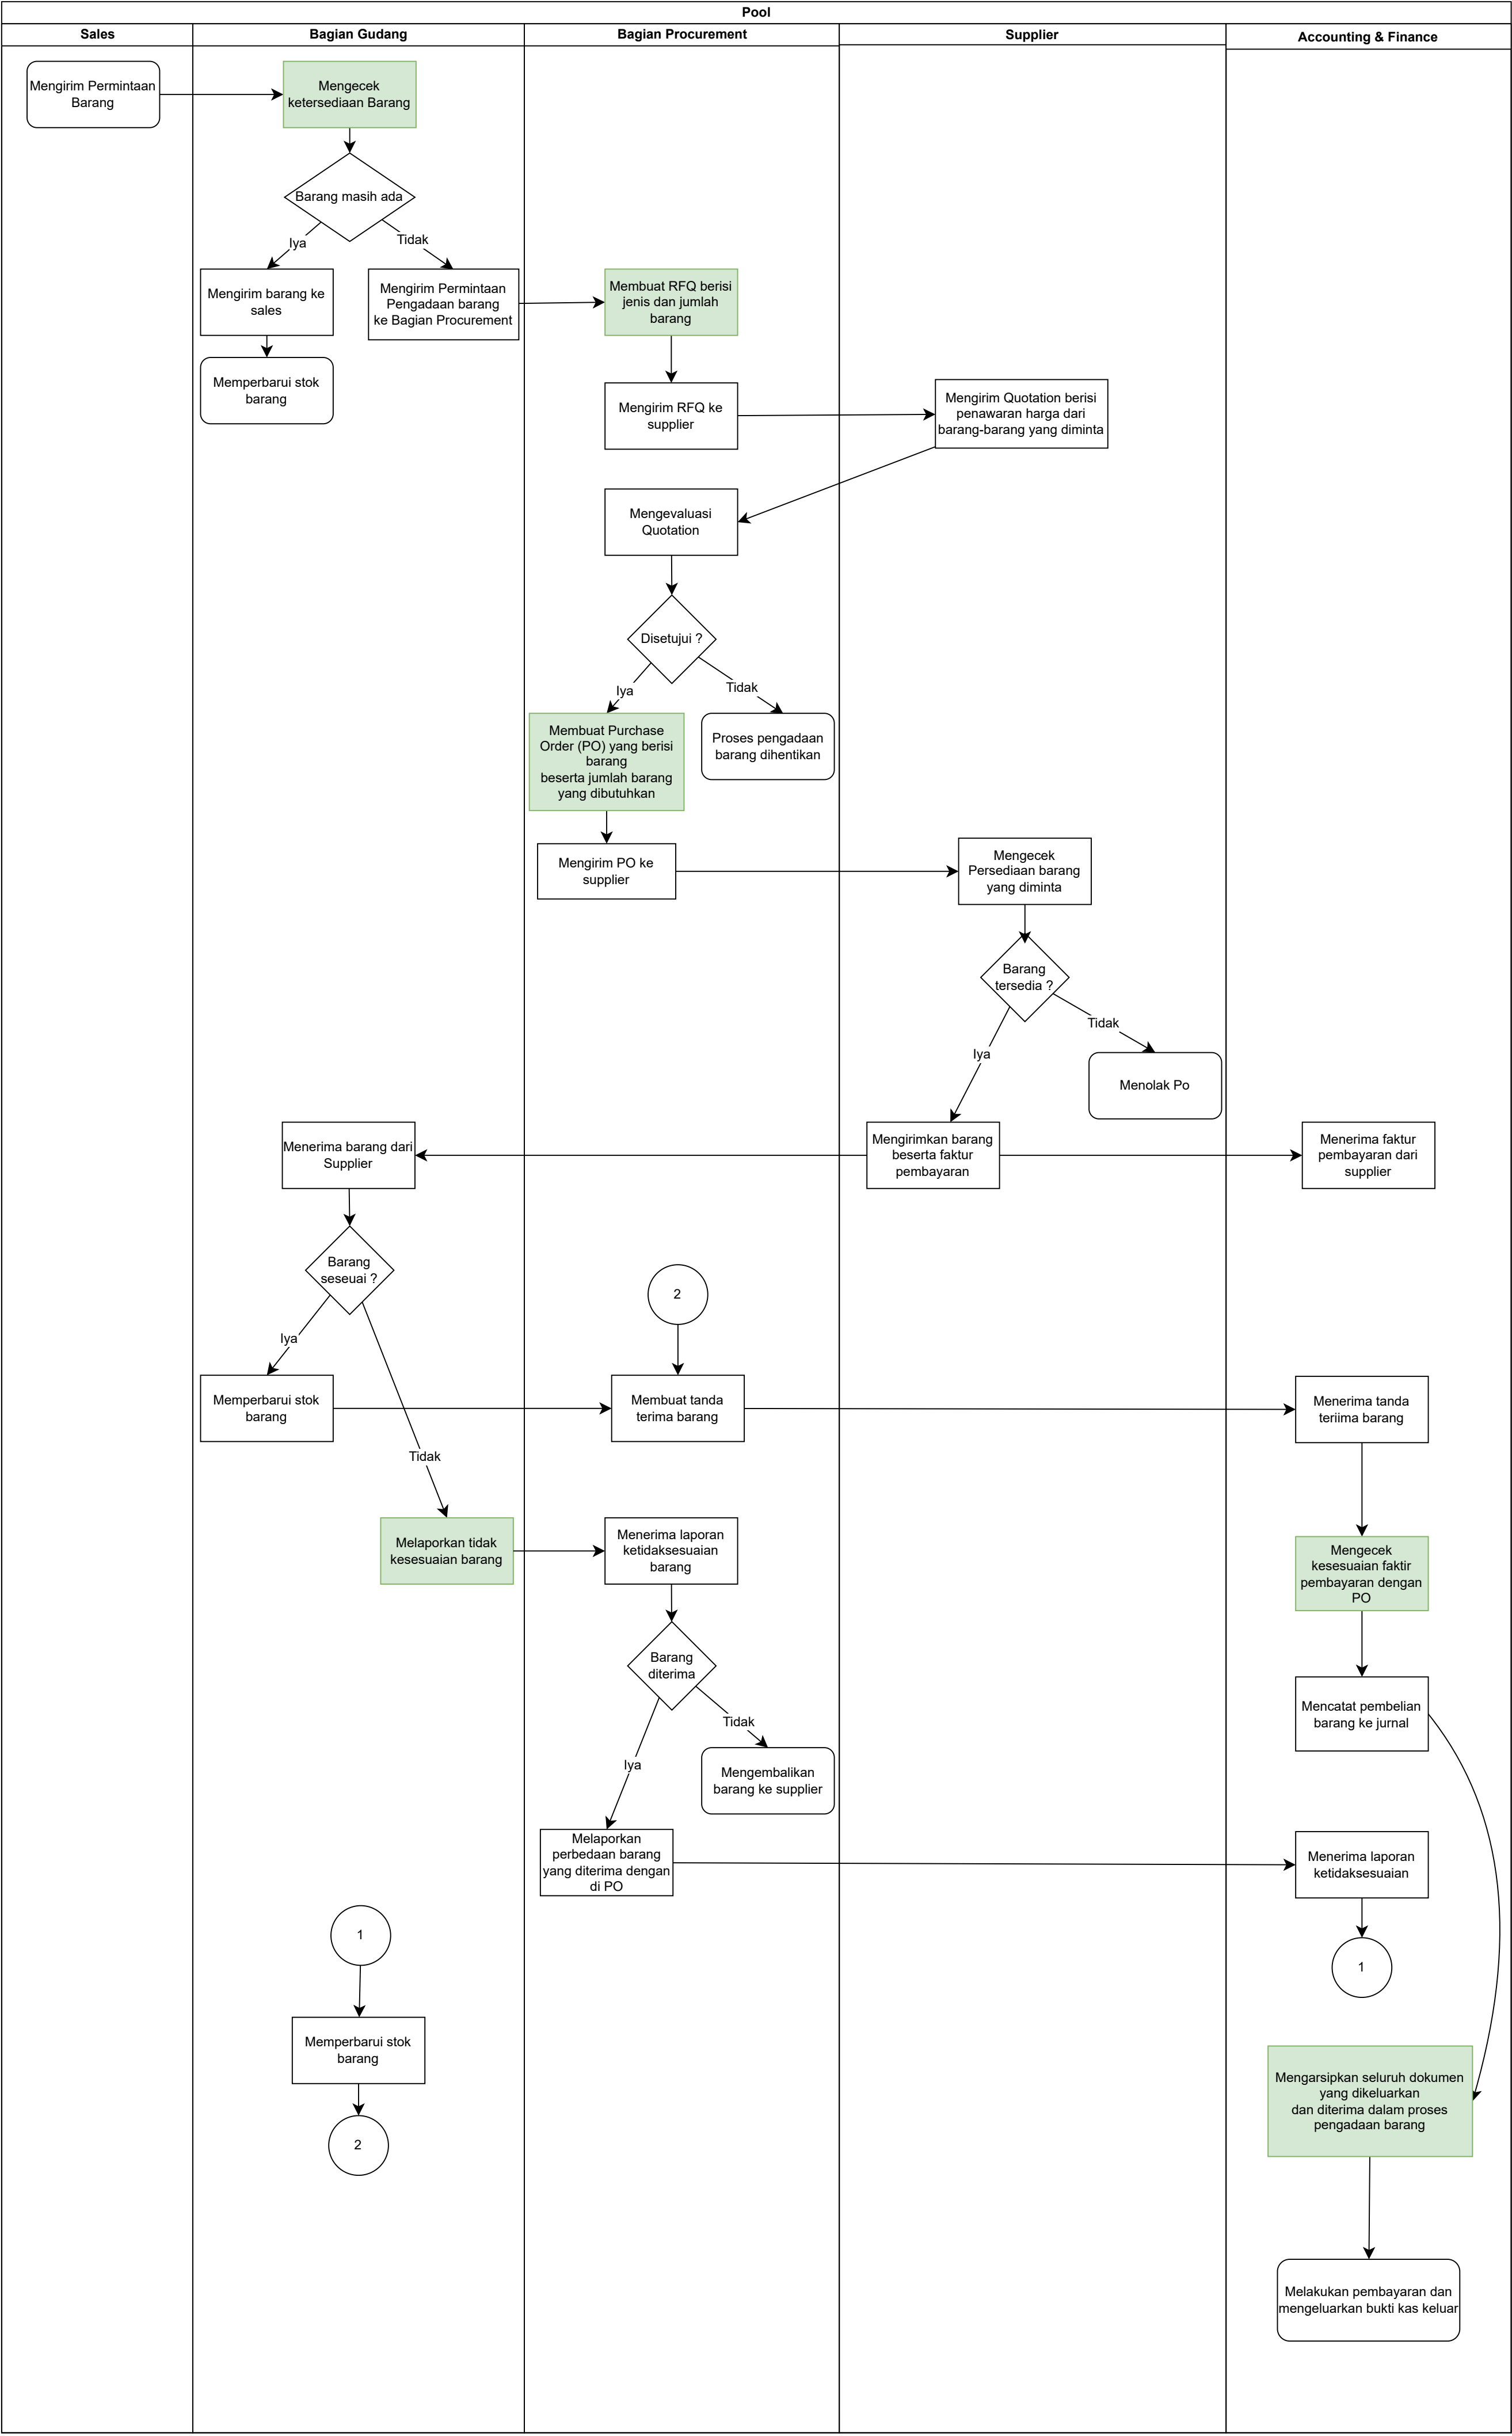 Pool
Sales
Bagian Gudang
Bagian Procurement
Supplier
Accounting & Finance
Mengirim Permintaan
Barang
Mengecek
ketersediaan Barang
Barang masih ada
Iya
Tidak
Mengirim barang ke
sales
Mengirim Permintaan
Pengadaan barang
ke Bagian Procurement
Membuat RFQ berisi
jenis dan jumlah
barang
Memperbarui stok
barang
Mengirim RFQ ke
supplier
Mengirim Quotation berisi
penawaran harga dari
barang-barang yang diminta
Mengevaluasi
Quotation
Disetujui ?
Iya
Tidak
Membuat Purchase
Order (PO) yang berisi
barang
beserta jumlah barang
yang dibutuhkan
Proses pengadaan
barang dihentikan
Mengirim PO ke
supplier
Mengecek
Persediaan barang
yang diminta
Barang
tersedia ?
Tidak
Iya
Menolak Po
Menerima barang dari
Supplier
Mengirimkan barang
beserta faktur
pembayaran
Menerima faktur
pembayaran dari
supplier
Barang
seseuai ?
2
Iya
Memperbarui stok
barang
Membuat tanda
terima barang
Menerima tanda
teriima barang
Tidak
Melaporkan tidak
kesesuaian barang
Menerima laporan
ketidaksesuaian
barang
Mengecek
kesesuaian faktir
pembayaran dengan
PO
Barang
diterima
Tidak
Iya
Mencatat pembelian
barang ke jurnal
Mengembalikan
barang ke supplier
Melaporkan
perbedaan barang
yang diterima dengan
di PO
Menerima laporan
ketidaksesuaian
1
1
Memperbarui stok
barang
2
Mengarsipkan seluruh dokumen
yang dikeluarkan
dan diterima dalam proses
pengadaan barang
Melakukan pembayaran dan
mengeluarkan bukti kas keluar